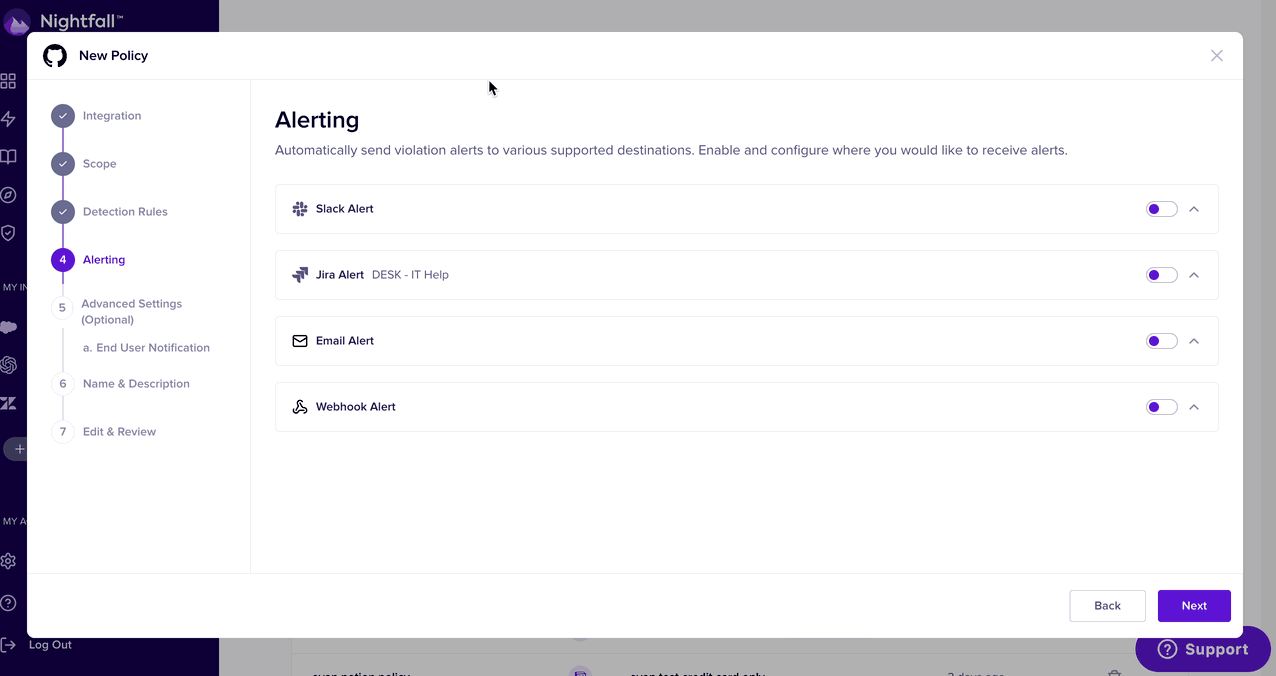 Nightfall™
New Policy
Integration
Scope
Detection Rules
4 Alerting
5 Advanced Settings
(Optional)
a. End User Notification
6 Name & Description
7 Edit & Review
Alerting
Automatically send violation alerts to various supported destinations. Enable and configure where you would like to receive alerts.
Slack Alert
Jira Alert DESK - IT Help
Email Alert
Webhook Alert
Back
Next
MY IN
MY A
Log Out
Support